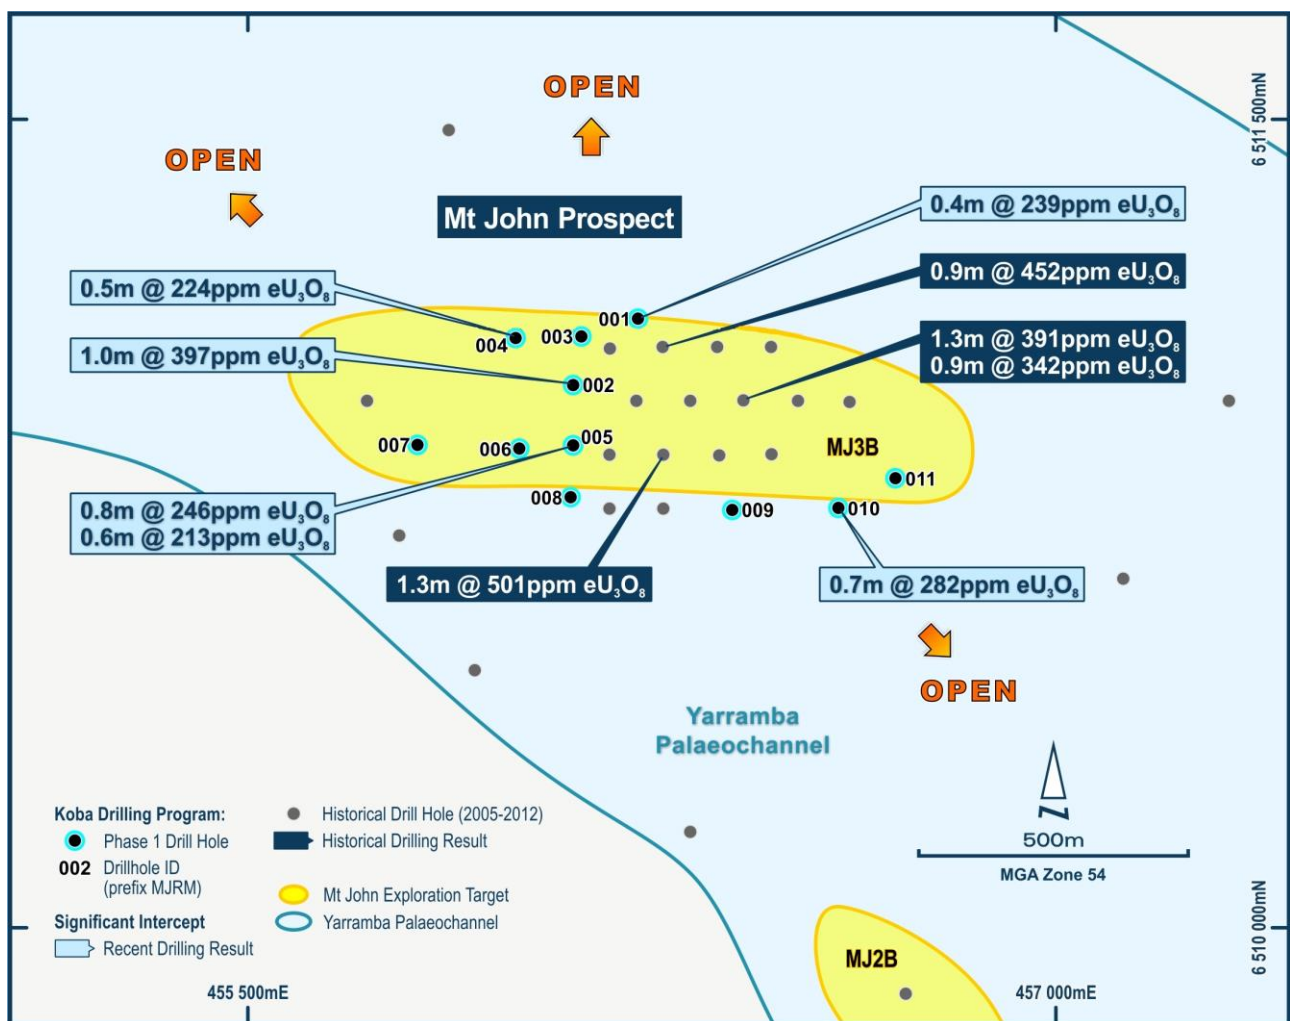 OPEN
6 511 500mN
OPEN
Mt John Prospect
0.4m @ 239ppm eU₃O₈
0.9m @ 452ppm eU₃O₈
0.5m @ 224ppm eU₃O₈
1.3m @ 391ppm eU₃O₈
0.9m @ 342ppm eU₃O₈
1.0m @ 397ppm eU₃O₈
001
003
004
002
007
006
005
MJ3B
011
008
009
010
0.8m @ 246ppm eU₃O₈
0.6m @ 213ppm eU₃O₈
1.3m @ 501ppm eU₃O₈
0.7m @ 282ppm eU₃O₈
OPEN
Yarramba
Palaeochannel
N
500m
MGA Zone 54
Koba Drilling Program:
Phase 1 Drill Hole
002 Drillhole ID
(prefix MJRM)
Significant Intercept
Recent Drilling Result
Historical Drill Hole (2005-2012)
Historical Drilling Result
Mt John Exploration Target
Yarramba Palaeochannel
MJ2B
6 510 000mN
455 500mE
457 000mE